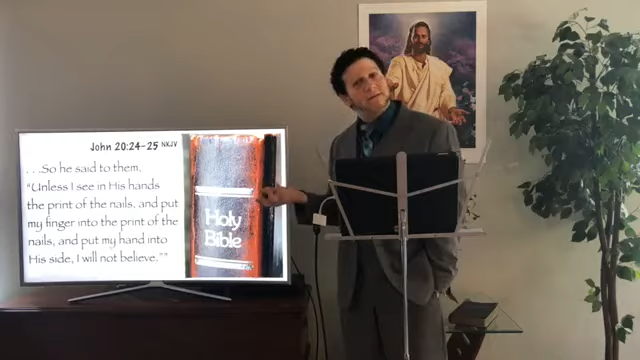 John 20:24-25 NKJV
. . .So he said to them,
“Unless I see in His hands
the print of the nails, and put
my finger into the print of the
nails, and put my hand into
His side, I will not believe.””
Holy
Bible